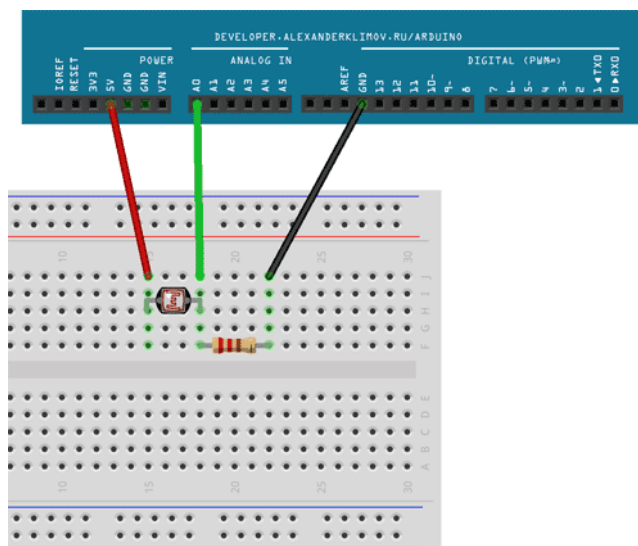 DEVELOPER.ALEXANDERKLIMOV.RU/ARDUINO
POWER ANALOG IN DIGITAL (PWM≈)
IOREF RESET 3V3 5V GND GND VIN A0 A1 A2 A3 A4 A5 AREF GND 13 12 11 10~ 9~ 8 7 6~ 5~ 4 3~ 2 1◄TXD 0►RXD
10 20 25 30
J
I
H
G
F
E
D
C
B
A
10 15 20 25 30